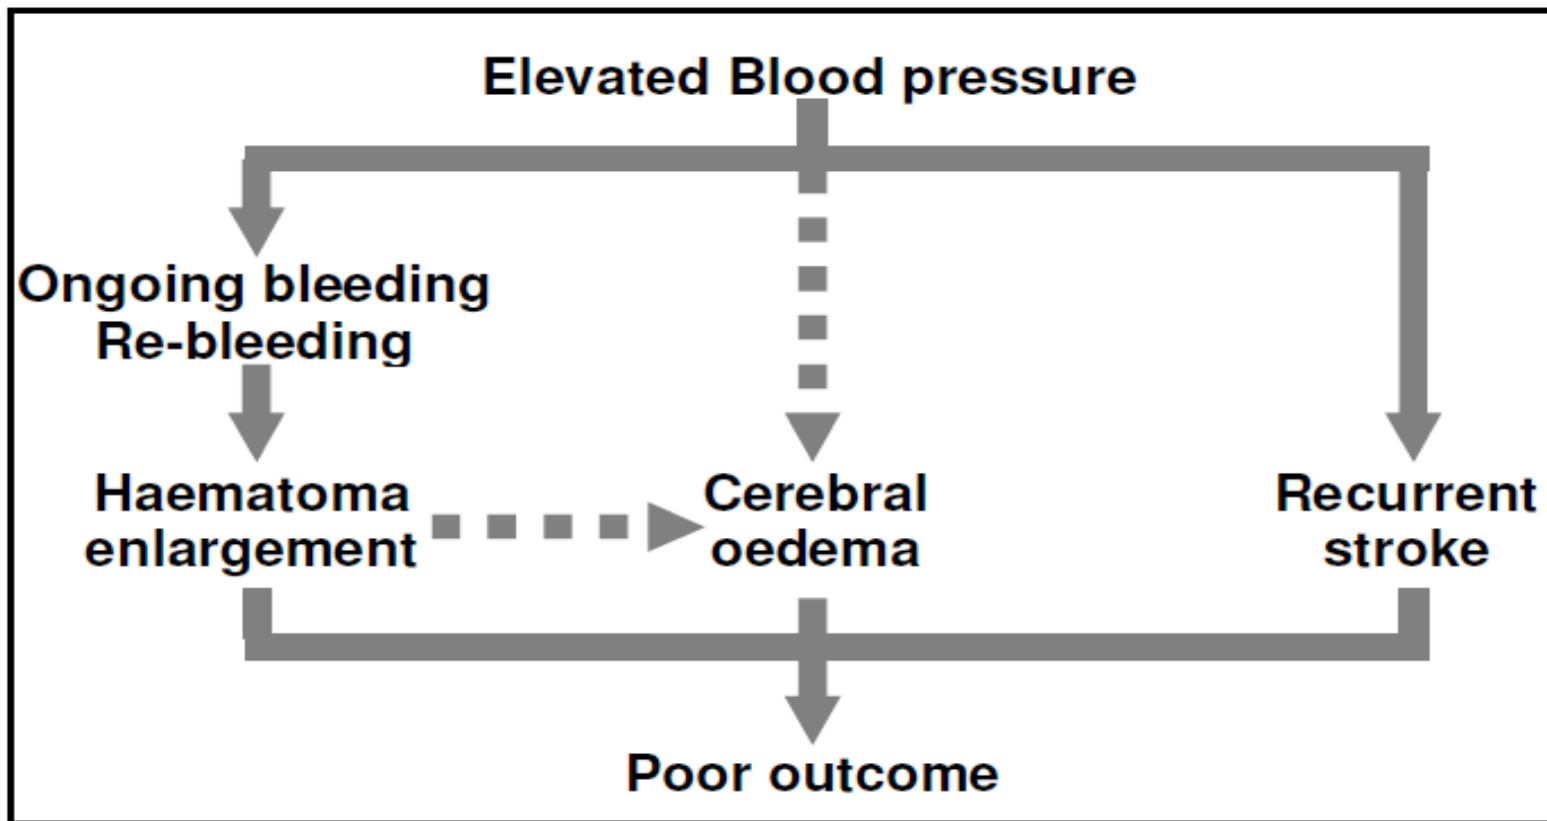 Elevated Blood pressure
Ongoing bleeding
Re-bleeding
Haematoma
enlargement
Cerebral
oedema
Recurrent
stroke
Poor outcome